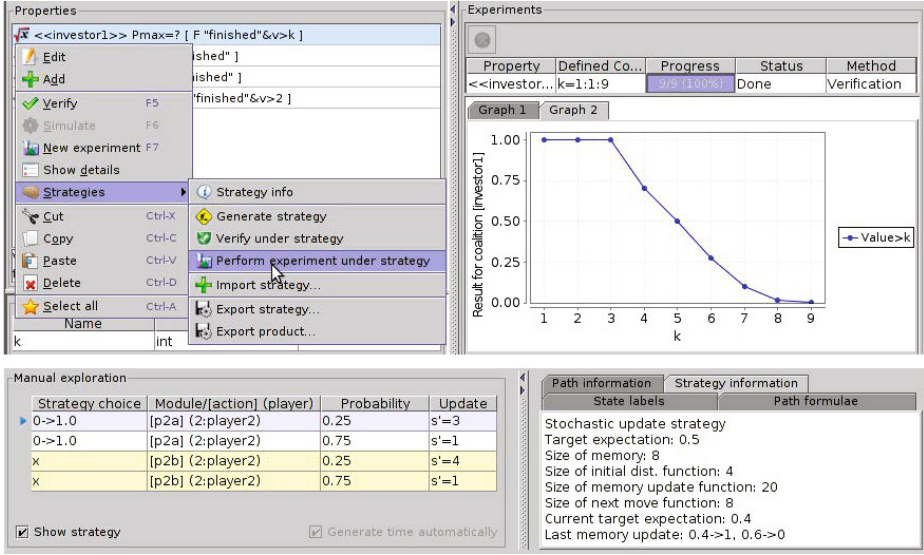 Properties
<<investor1>> Pmax=? [ F "finished"&v>k ]
ished" ]
ished" ]
"finished"&v>2 ]
Edit
Add
Verify F5
Simulate F6
New experiment F7
Show details
Strategies
Cut Ctrl-X
Copy Ctrl-C
Paste Ctrl-V
Delete Ctrl-D
Select all Ctrl-A
Strategy info
Generate strategy
Verify under strategy
Perform experiment under strategy
Import strategy...
Export strategy...
Export product...
Name
k int
Experiments
Property Defined Co... Progress Status Method
<<investor... k=1:1:9 9/9 (100%) Done Verification
Graph 1 Graph 2
Result for coalition [investor1]
1.00
0.75
0.50
0.25
0.00
1 2 3 4 5 6 7 8 9
k
Value>k
Manual exploration
Strategy choice Module/[action] (player) Probability Update
0->1.0 [p2a] (2:player2) 0.25 s'=3
0->1.0 [p2a] (2:player2) 0.75 s'=1
x [p2b] (2:player2) 0.25 s'=4
x [p2b] (2:player2) 0.75 s'=1
Show strategy Generate time automatically
Path information Strategy information
State labels Path formulae
Stochastic update strategy
Target expectation: 0.5
Size of memory: 8
Size of initial dist. function: 4
Size of memory update function: 20
Size of next move function: 8
Current target expectation: 0.4
Last memory update: 0.4->1, 0.6->0